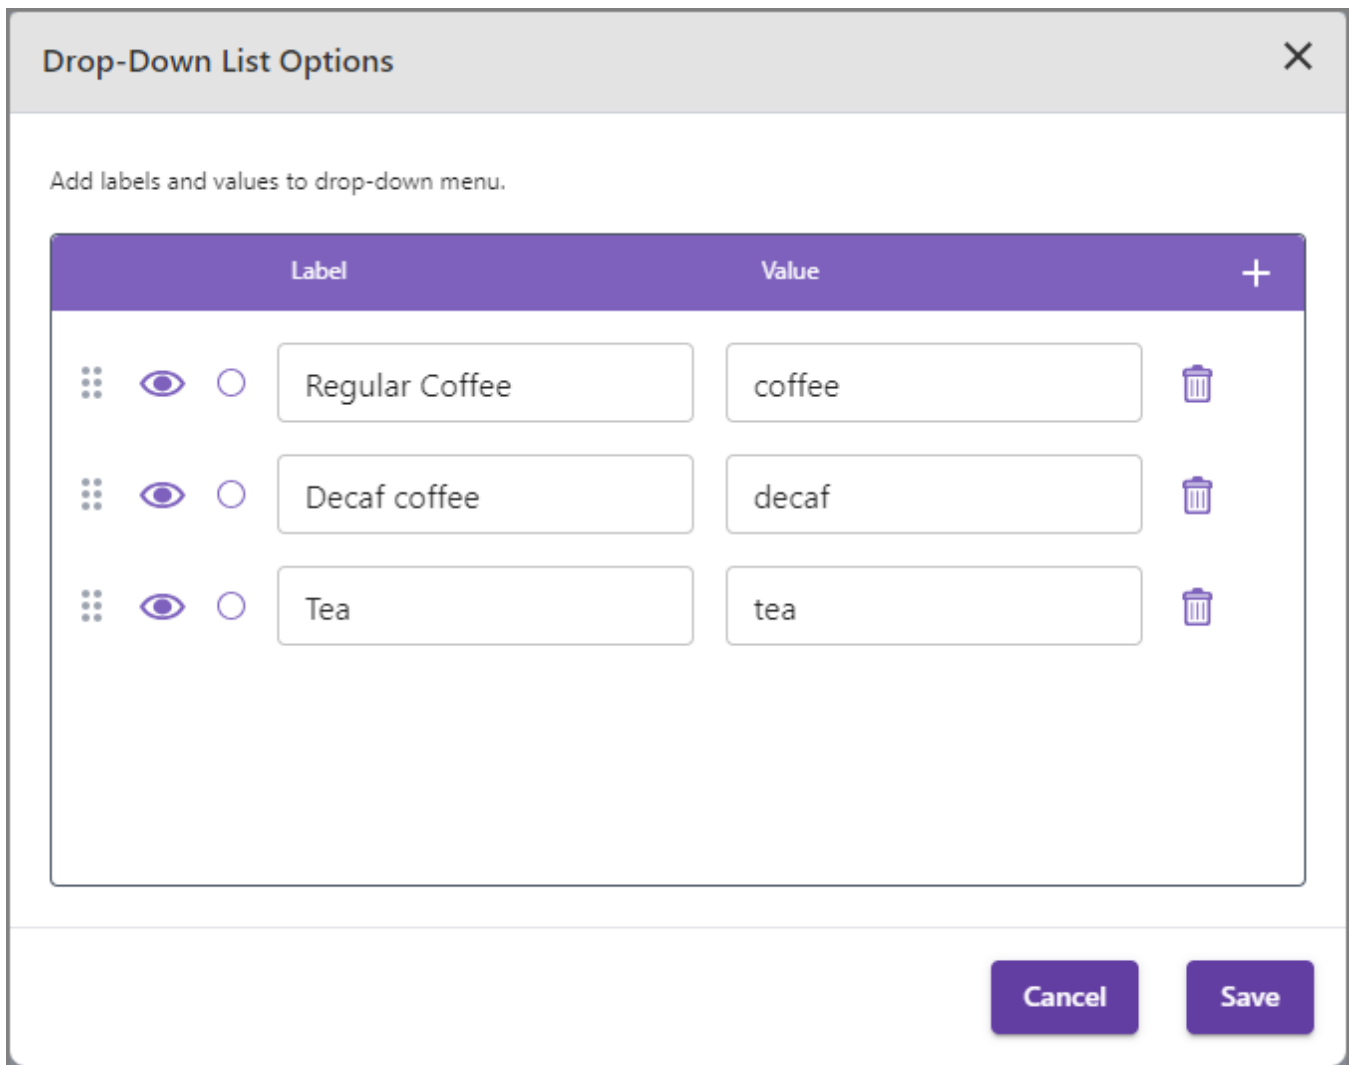 Drop-Down List Options
Add labels and values to drop-down menu.
Label Value
Regular Coffee coffee
Decaf coffee decaf
Tea tea
Cancel Save